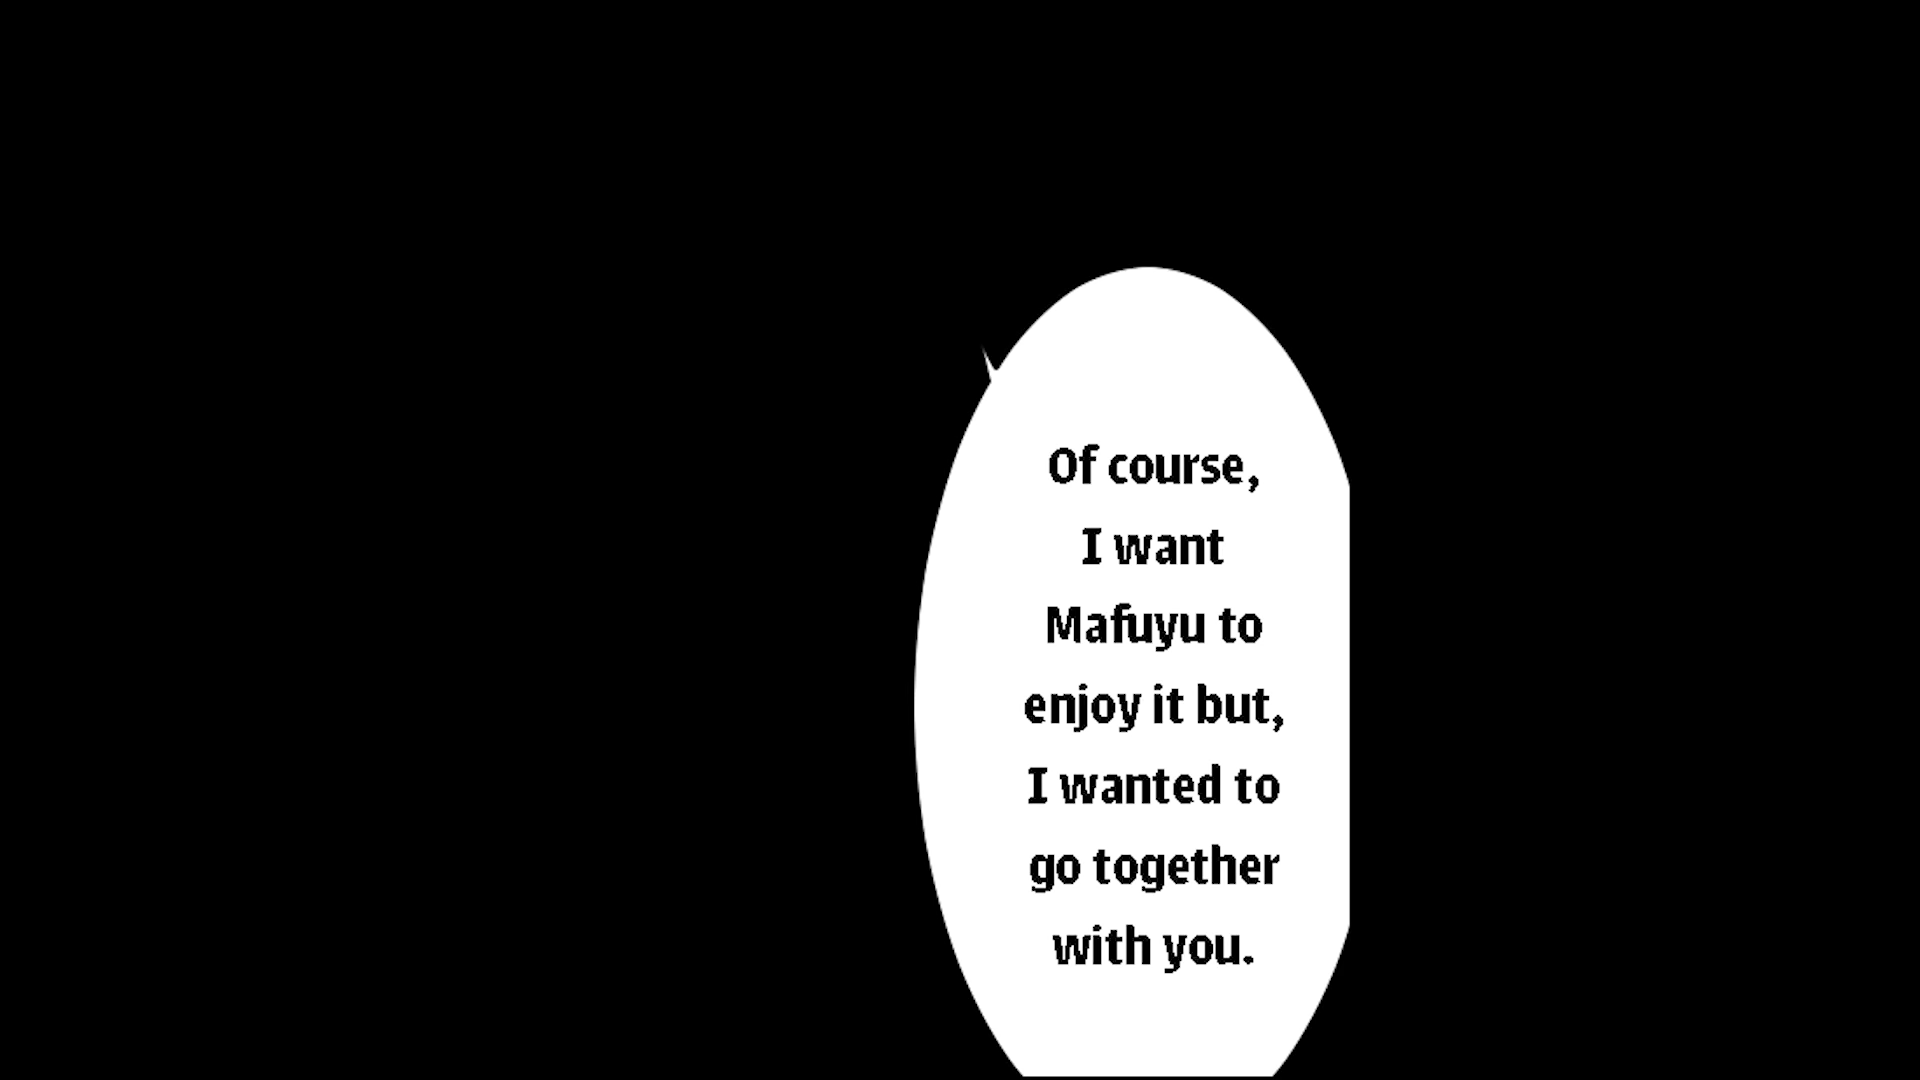 Of course,
I want
Mafuyu to
enjoy it but,
I wanted to
go together
with you.